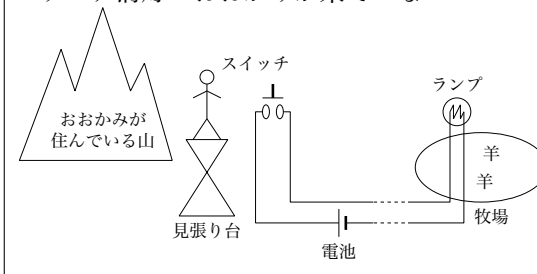 スイッチ
ランプ
おおかみが
住んでいる山
羊
羊
見張り台
牧場
電池